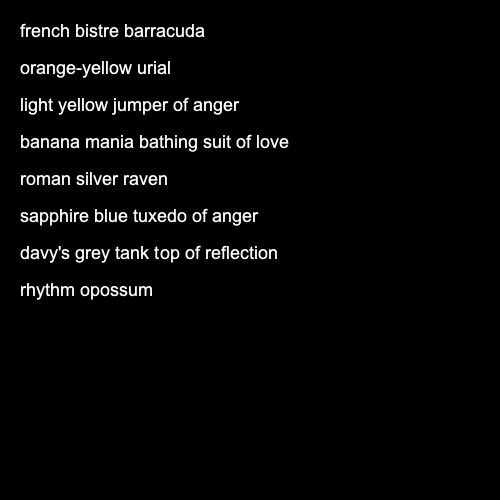 french bistre barracuda
orange-yellow urial
light yellow jumper of anger
banana mania bathing suit of love
roman silver raven
sapphire blue tuxedo of anger
davy's grey tank top of reflection
rhythm opossum